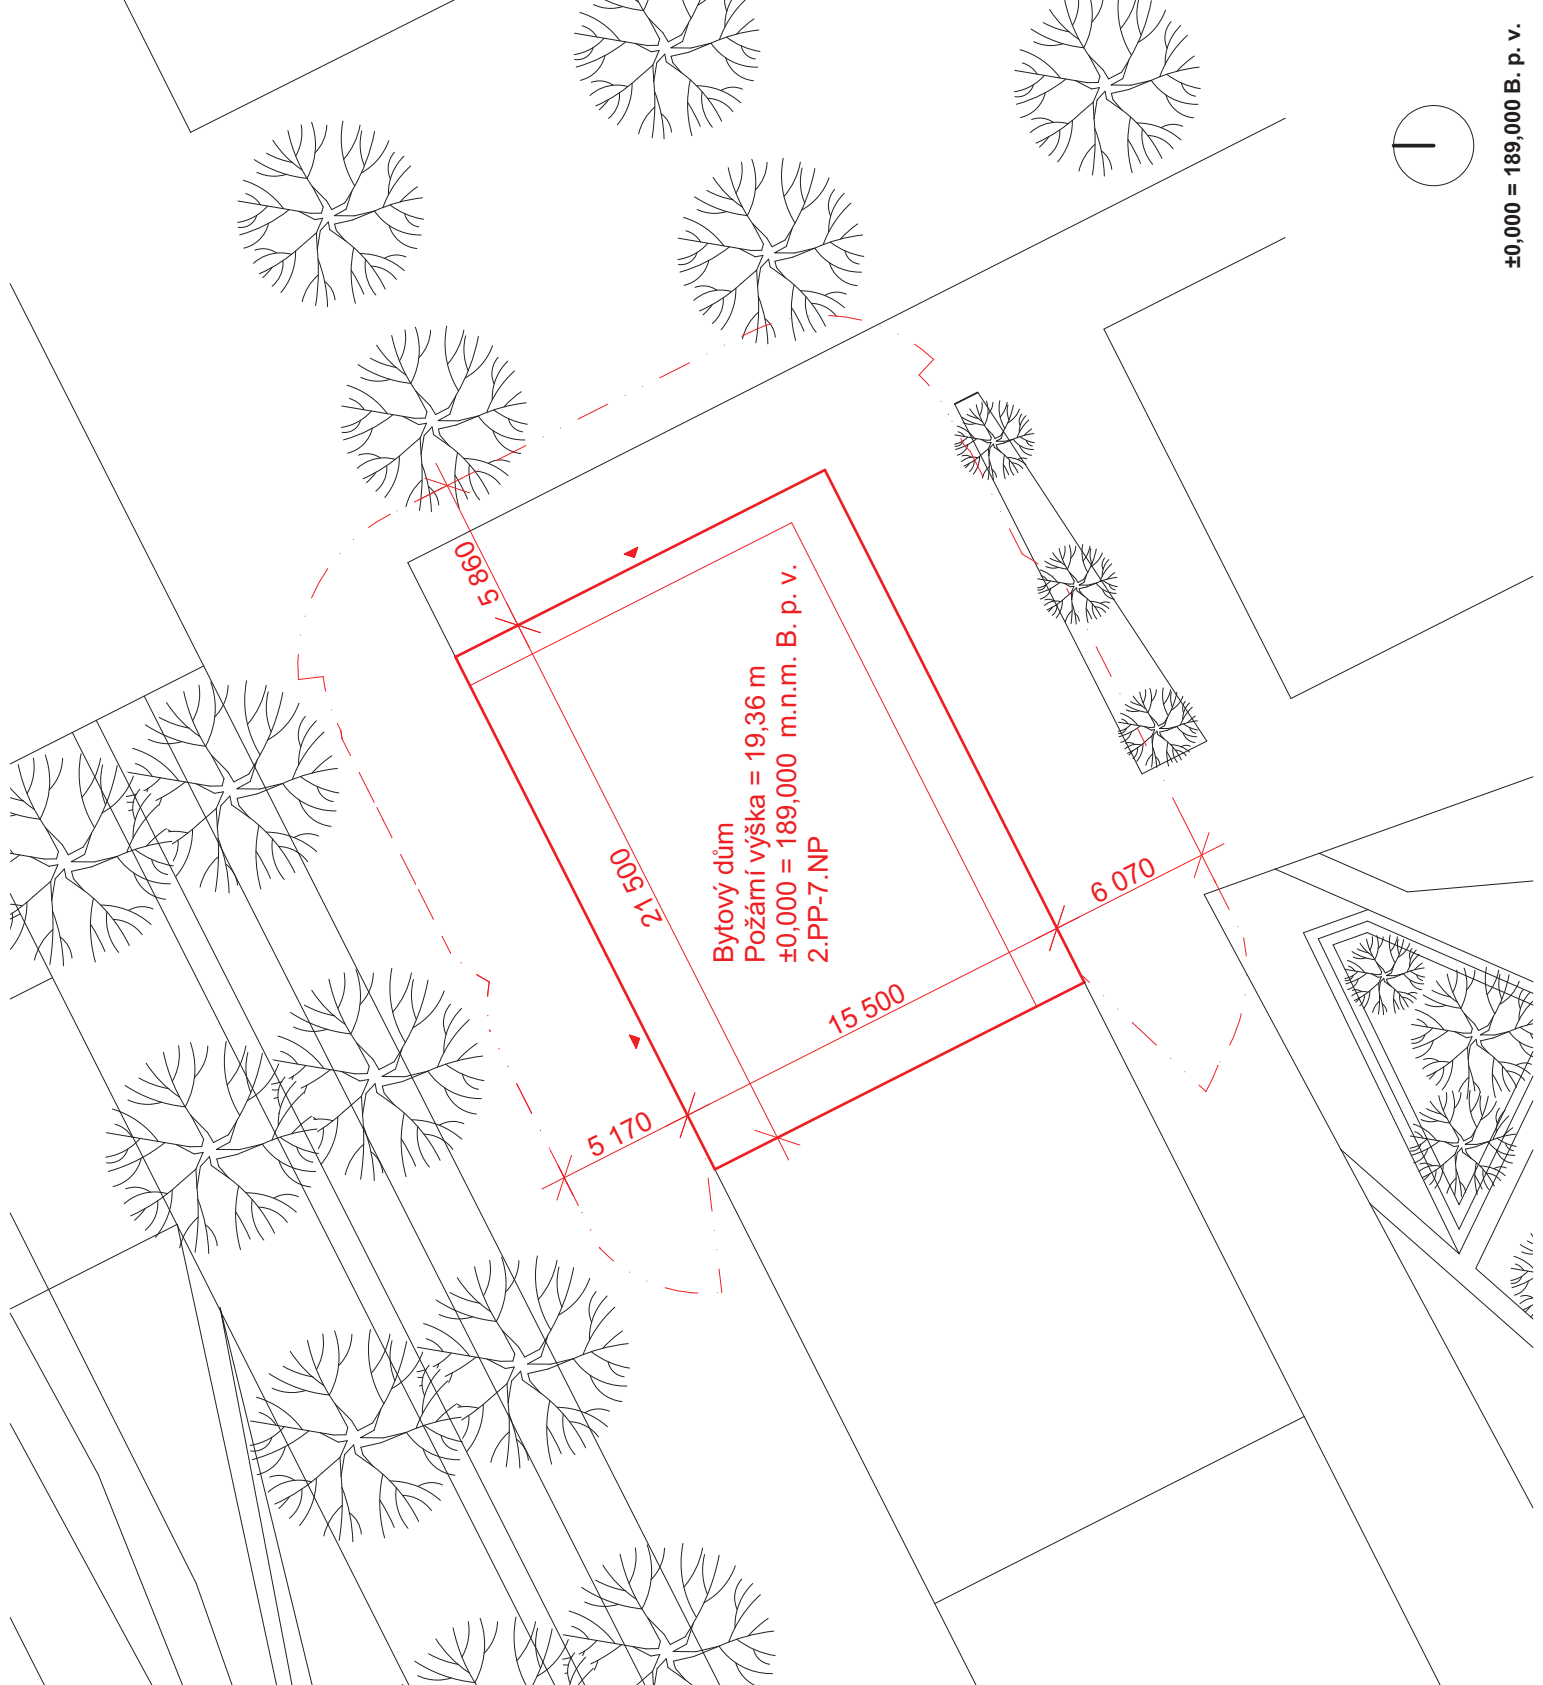 ±0,000 = 189,000 B. p. v.
5 860
21 500
Bytový dům
Požární výška = 19,36 m
±0,000 = 189,000 m.n.m. B. p. v.
2.PP-7.NP
6 070
15 500
5 170